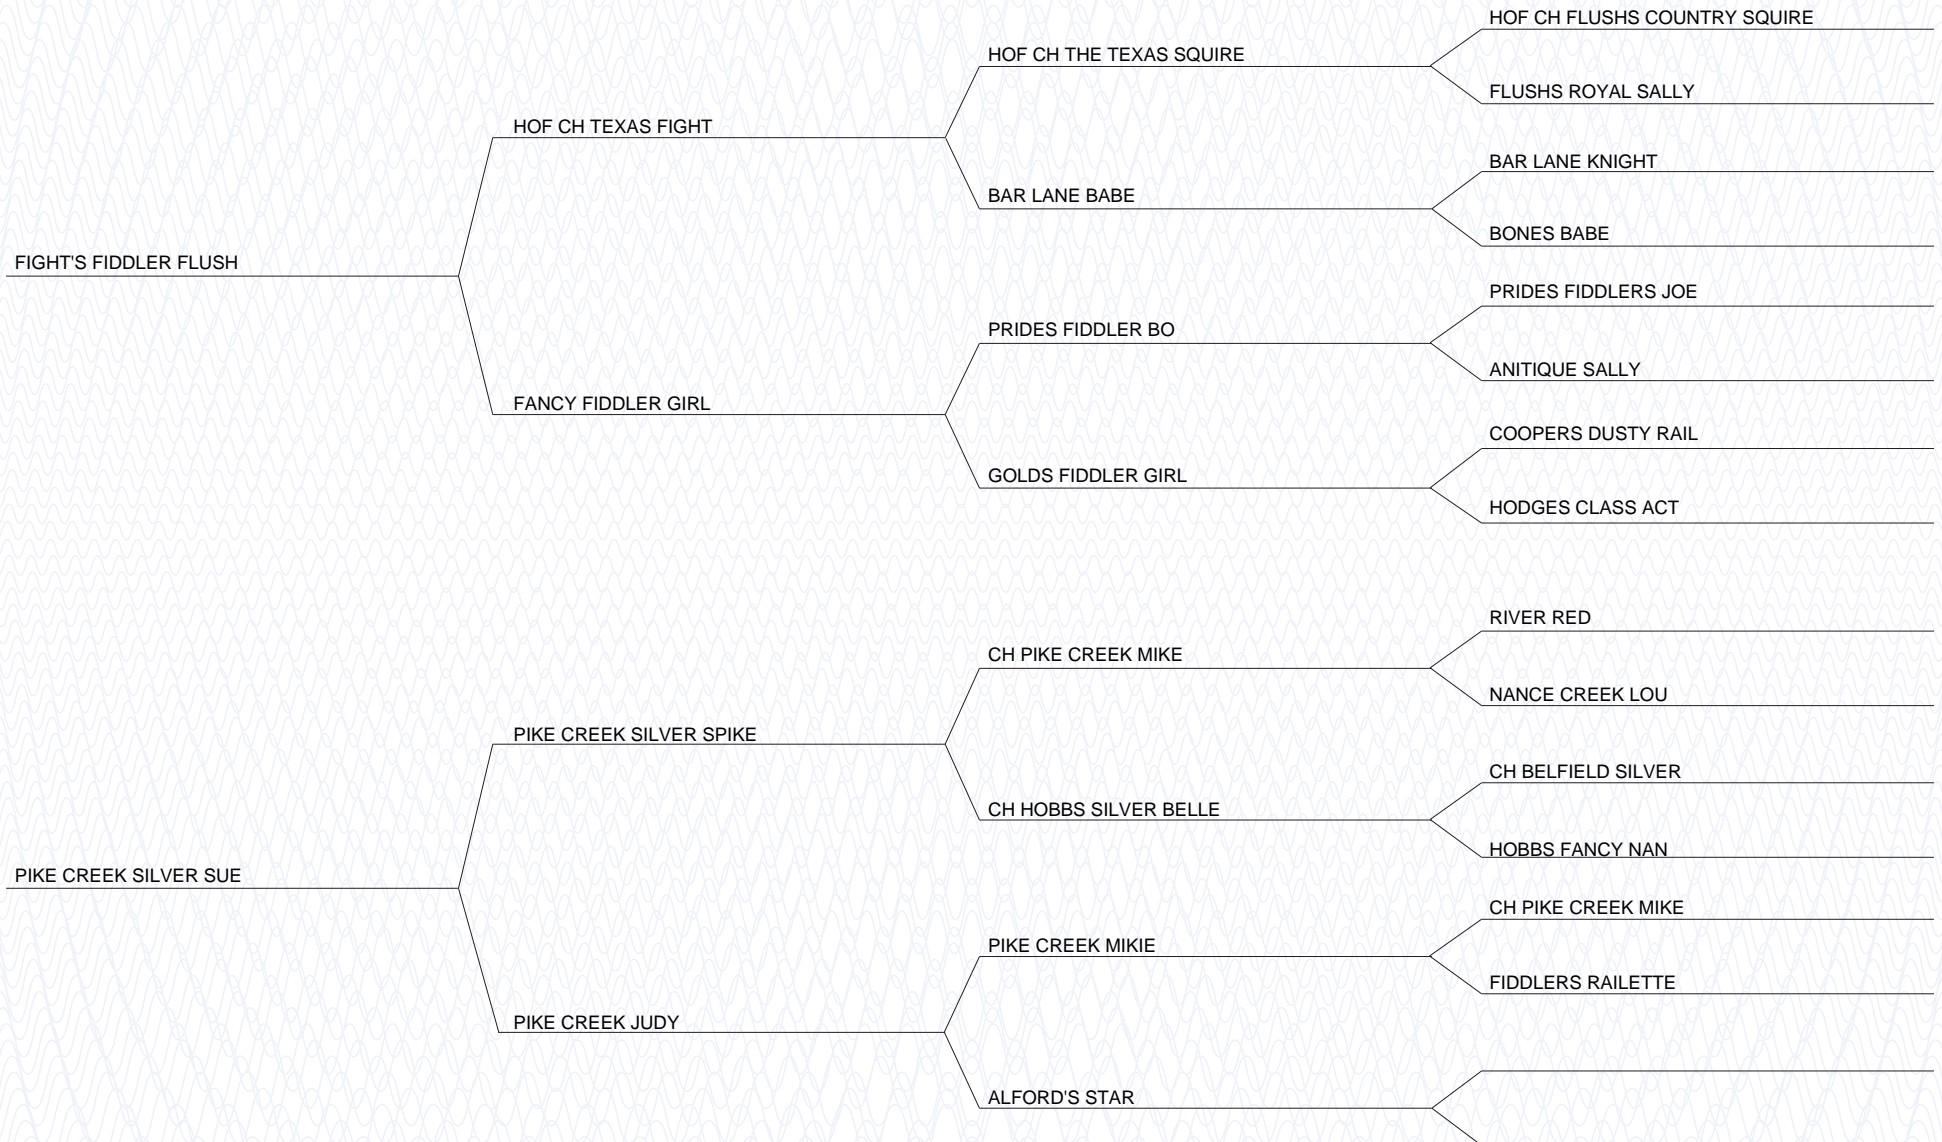 HOF CH FLUSHS COUNTRY SQUIRE
HOF CH THE TEXAS SQUIRE
FLUSHS ROYAL SALLY
HOF CH TEXAS FIGHT
BAR LANE KNIGHT
BAR LANE BABE
BONES BABE
FIGHT'S FIDDLER FLUSH
PRIDES FIDDLERS JOE
PRIDES FIDDLER BO
ANITIQUE SALLY
FANCY FIDDLER GIRL
COOPERS DUSTY RAIL
GOLDS FIDDLER GIRL
HODGES CLASS ACT
RIVER RED
CH PIKE CREEK MIKE
NANCE CREEK LOU
PIKE CREEK SILVER SPIKE
CH BELFIELD SILVER
CH HOBBS SILVER BELLE
HOBBS FANCY NAN
PIKE CREEK SILVER SUE
CH PIKE CREEK MIKE
PIKE CREEK MIKIE
FIDDLERS RAILETTE
PIKE CREEK JUDY
ALFORD'S STAR